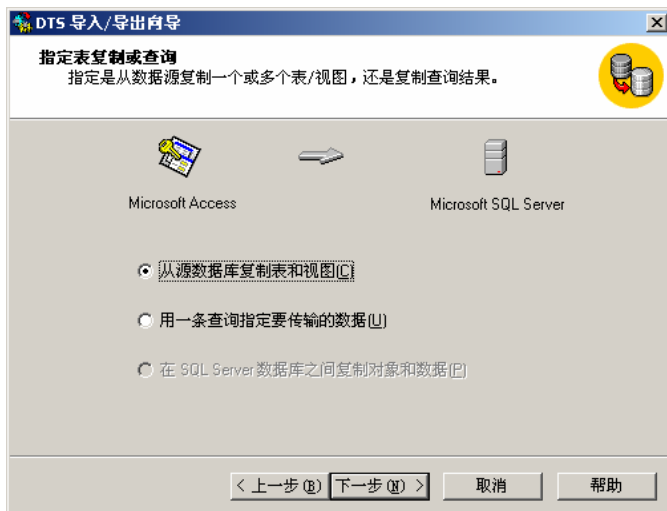 DTS 导入/导出向导
指定表复制或查询
指定是从数据源复制一个或多个表/视图，还是复制查询结果。
Microsoft Access
Microsoft SQL Server
从源数据库复制表和视图(C)
用一条查询指定要传输的数据(U)
在 SQL Server 数据库之间复制对象和数据(P)
< 上一步(B) 下一步(N) > 取消 帮助